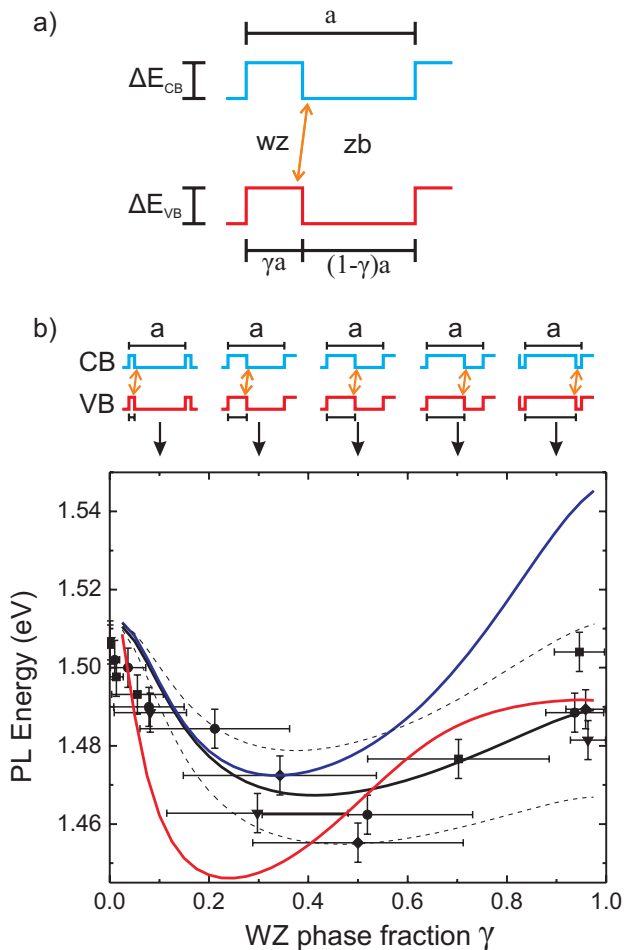 a)
a
ΔE_CB
wz
zb
ΔE_VB
γa
(1-γ)a
b)
a a a a a
CB
VB
1.54
1.52
1.50
1.48
1.46
PL Energy (eV)
0.0 0.2 0.4 0.6 0.8 1.0
WZ phase fraction γ